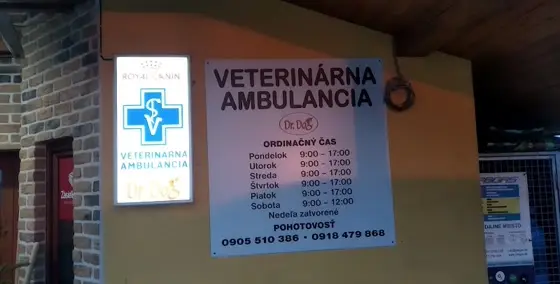 ROYAL CANIN
SV
VETERINÁRNA
AMBULANCIA
Dr. Dog
VETERINÁRNA
AMBULANCIA
Dr. Dog
ORDINAČNÝ ČAS
Pondelok 9:00 - 17:00
Utorok 9:00 - 17:00
Streda 9:00 - 17:00
Štvrtok 9:00 - 17:00
Piatok 9:00 - 17:00
Sobota 9:00 - 12:00
Nedeľa zatvorené
POHOTOVOSŤ
0905 510 386 • 0918 479 868